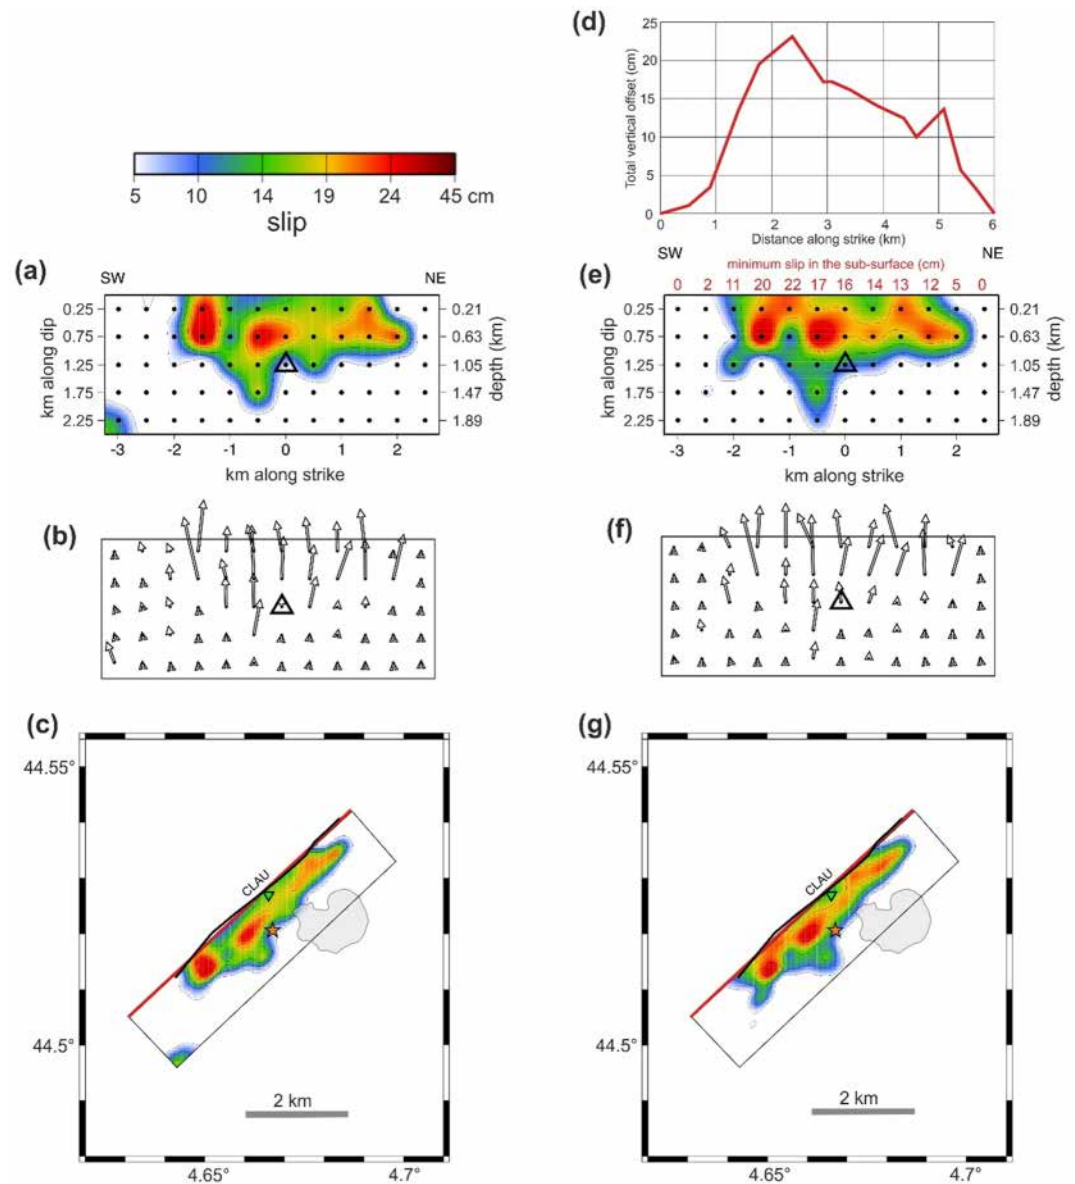 (d)
25
20
15
10
5
0
Total vertical offset (cm)
0 1 2 3 4 5 6
Distance along strike (km)
SW NE
5 10 14 19 24 45 cm
slip
(a)
SW NE
0.25 0.21
0.75 0.63
1.25 1.05
1.75 1.47
2.25 1.89
km along dip
depth (km)
-3 -2 -1 0 1 2
km along strike
(e)
minimum slip in the sub-surface (cm)
0 2 11 20 22 17 16 14 13 12 5 0
0.25 0.21
0.75 0.63
1.25 1.05
1.75 1.47
2.25 1.89
km along dip
depth (km)
-3 -2 -1 0 1 2
km along strike
(b)
(f)
(c)
44.55°
CLAU
44.5°
2 km
4.65° 4.7°
(g)
44.55°
CLAU
44.5°
2 km
4.65° 4.7°